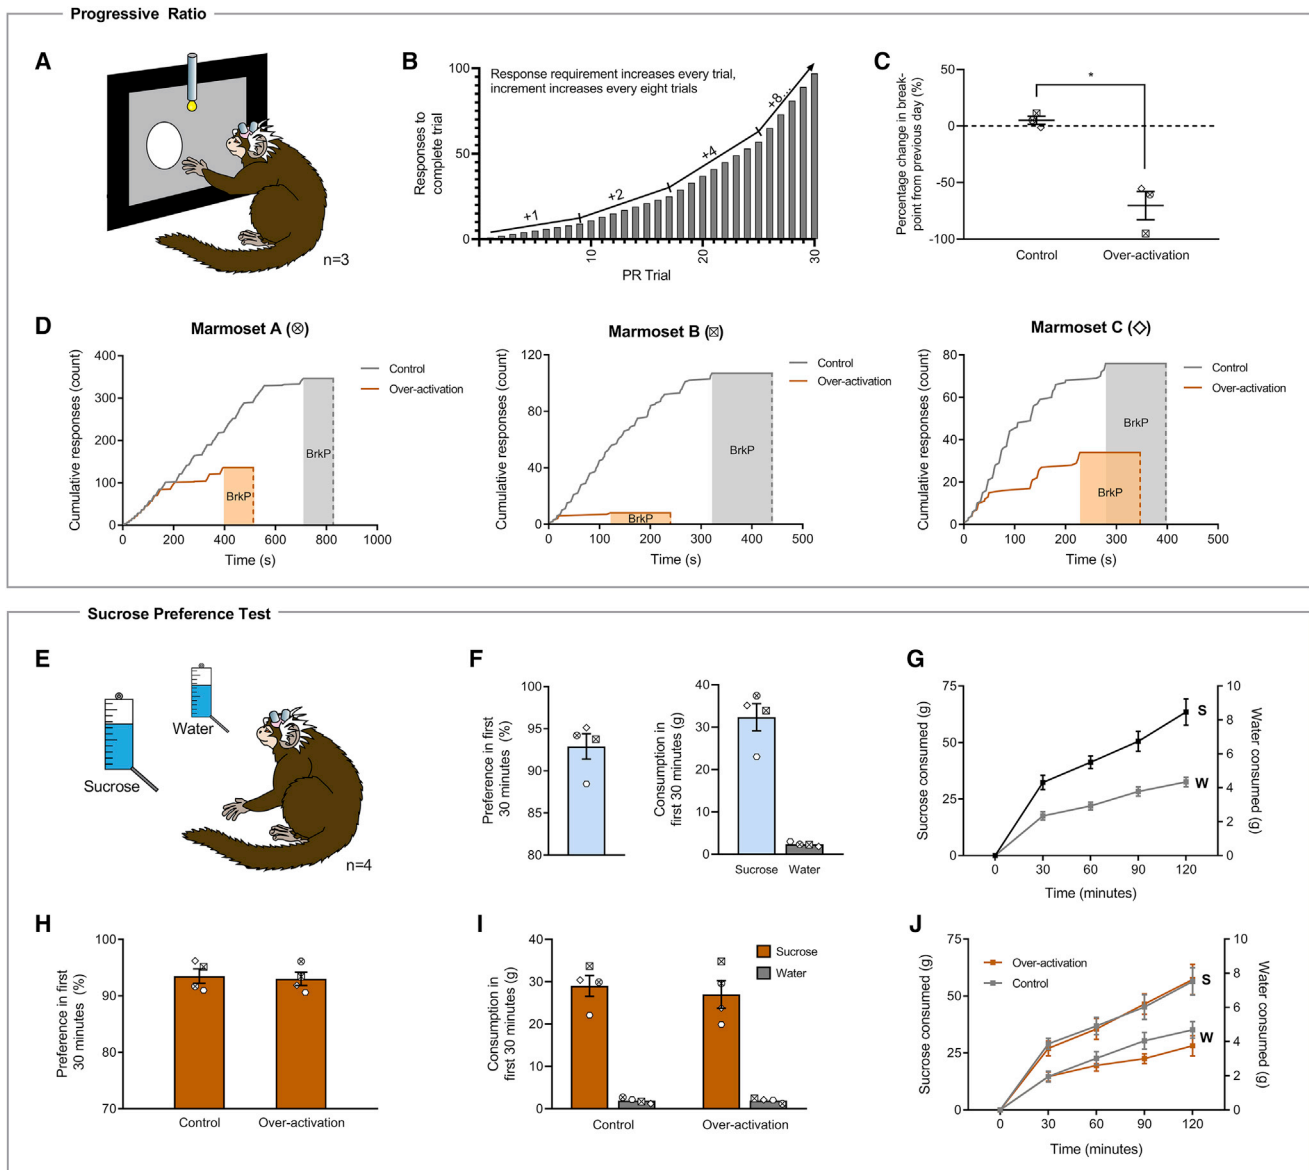 Progressive Ratio
A
n=3
B
Response requirement increases every trial,
increment increases every eight trials
Responses to
complete trial
100
50
0
+1
+2
+4
+8...
10
20
30
PR Trial
C
Percentage change in break-
point from previous day (%)
50
0
-50
-100
*
Control
Over-activation
D
Marmoset A (⊗)
Cumulative responses (count)
400
300
200
100
0
Control
Over-activation
BrkP
BrkP
0
200
400
600
800
1000
Time (s)
Marmoset B (⊠)
Cumulative responses (count)
120
80
40
0
Control
Over-activation
BrkP
BrkP
0
100
200
300
400
500
Time (s)
Marmoset C (◇)
Cumulative responses (count)
80
60
40
20
0
Control
Over-activation
BrkP
BrkP
0
100
200
300
400
500
Time (s)
Sucrose Preference Test
E
Water
Sucrose
n=4
F
Preference in first
30 minutes (%)
100
95
90
85
80
Consumption in
first 30 minutes (g)
40
30
20
10
0
Sucrose
Water
G
Sucrose consumed (g)
75
50
25
0
S
W
10
8
6
4
2
0
Water consumed (g)
0
30
60
90
120
Time (minutes)
H
Preference in first
30 minutes (%)
100
90
80
70
Control
Over-activation
I
Consumption in
first 30 minutes (g)
40
30
20
10
0
Sucrose
Water
Control
Over-activation
J
Sucrose consumed (g)
75
50
25
0
Over-activation
Control
S
W
10
8
6
4
2
0
Water consumed (g)
0
30
60
90
120
Time (minutes)